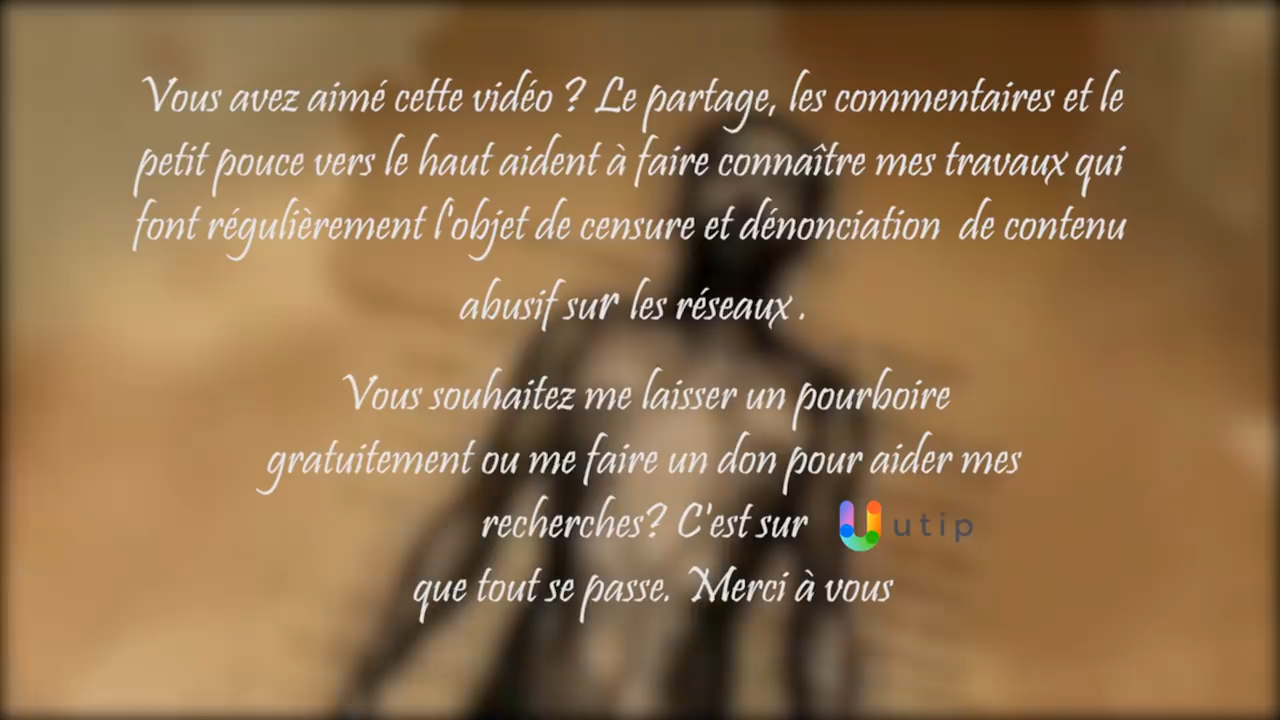 Vous avez aimé cette vidéo ? Le partage, les commentaires et le
petit pouce vers le haut aident à faire connaître mes travaux qui
font régulièrement l'objet de censure et dénonciation de contenu
abusif sur les réseaux .
Vous souhaitez me laisser un pourboire
gratuitement ou me faire un don pour aider mes
recherches? C'est sur utip
que tout se passe. Merci à vous